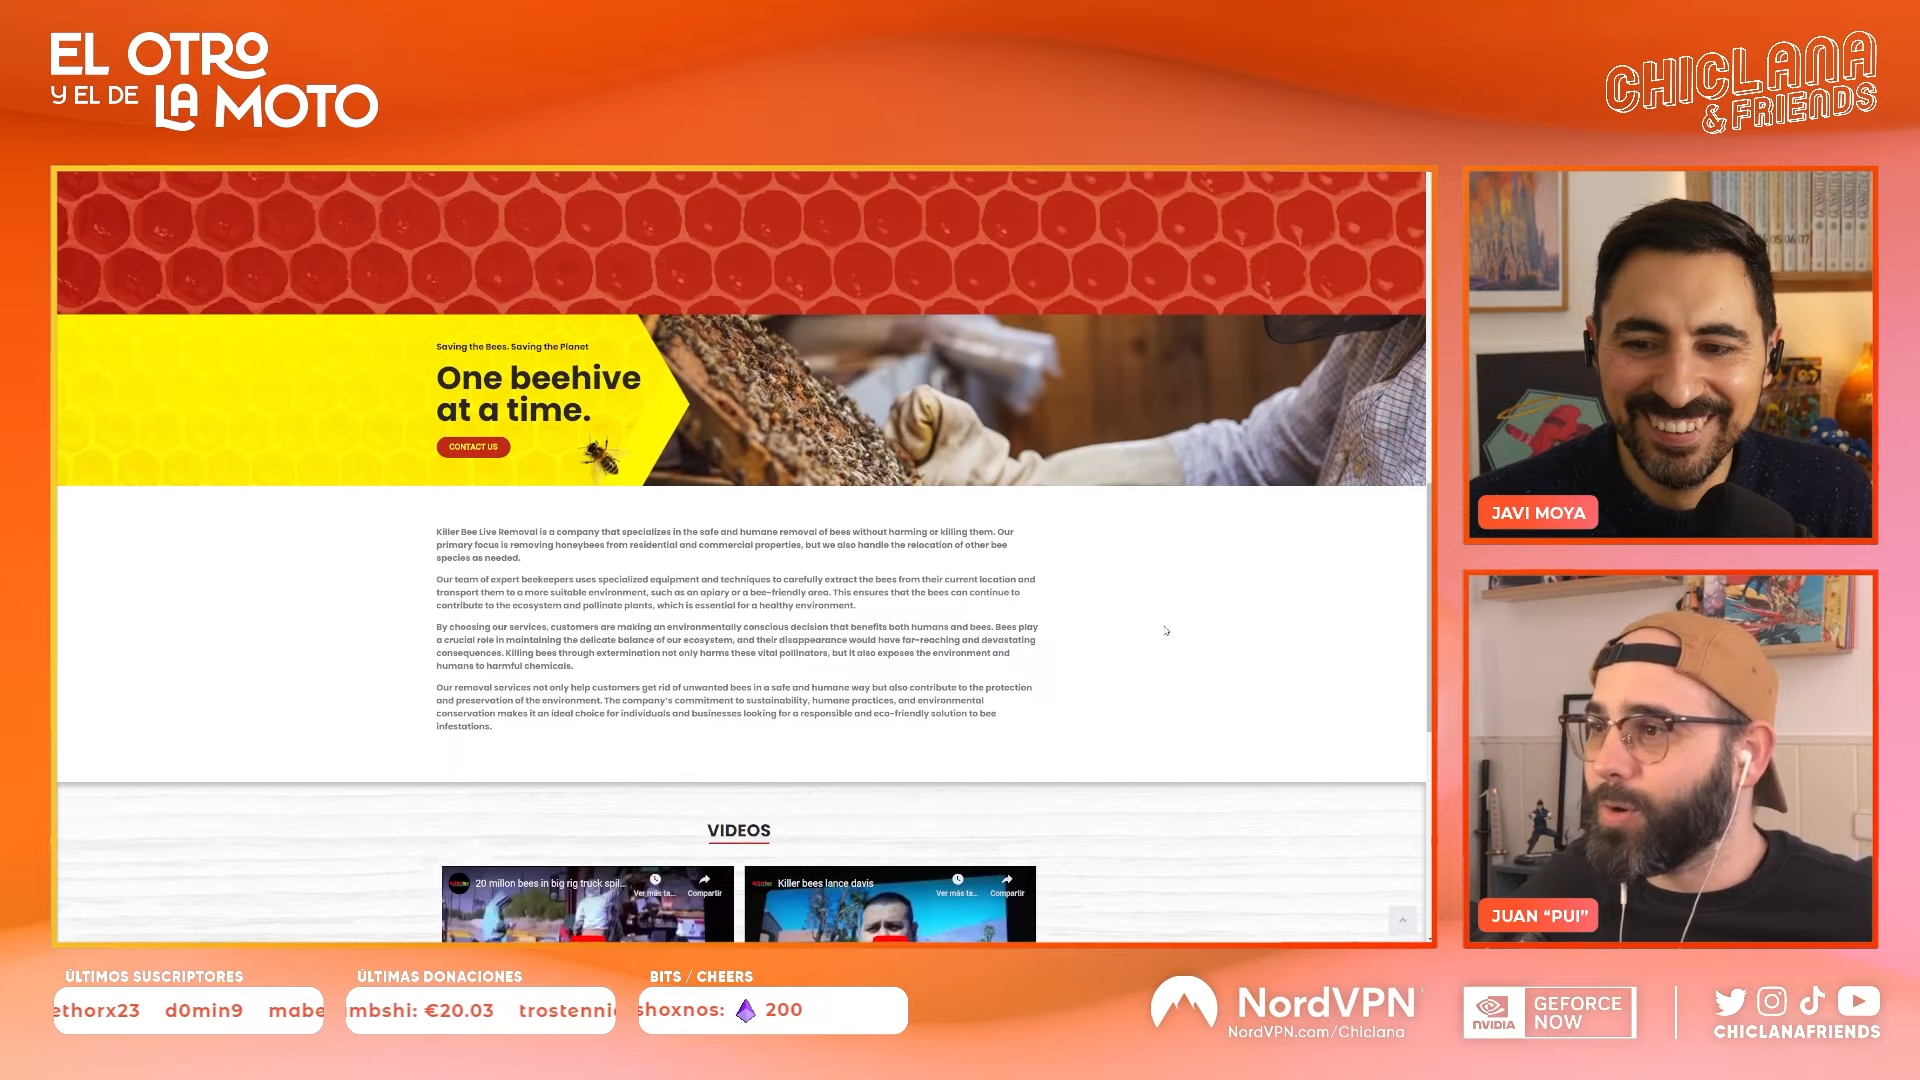 EL OTRO
Y EL DE LA MOTO
CHICLANA
& FRIENDS
Saving the Bees. Saving the Planet
One beehive
at a time.
CONTACT US
Killer Bee Live Removal is a company that specializes in the safe and humane removal of bees without harming or killing them. Our
primary focus is removing honeybees from residential and commercial properties, but we also handle the relocation of other bee
species as needed.
Our team of expert beekeepers uses specialized equipment and techniques to carefully extract the bees from their current location and
transport them to a more suitable environment, such as an apiary or a bee-friendly area. This ensures that the bees can continue to
contribute to the ecosystem and pollinate plants, which is essential for a healthy environment.
By choosing our services, customers are making an environmentally conscious decision that benefits both humans and bees. Bees play
a crucial role in maintaining the delicate balance of our ecosystem, and their disappearance would have far-reaching and devastating
consequences. Killing bees through extermination not only harms these vital pollinators, but it also exposes the environment and
humans to harmful chemicals.
Our removal services not only help customers get rid of unwanted bees in a safe and humane way but also contribute to the protection
and preservation of the environment. The company's commitment to sustainability, humane practices, and environmental
conservation makes it an ideal choice for individuals and businesses looking for a responsible and eco-friendly solution to bee
infestations.
VIDEOS
20 millon bees in big rig truck spil...
Ver más ta...
Compartir
Killer bees lance davis
Ver más ta...
Compartir
JAVI MOYA
JUAN “PUI”
ÚLTIMOS SUSCRIPTORES
ethorx23 d0min9 mabe
ÚLTIMAS DONACIONES
mbshi: €20.03 trostenni
BITS / CHEERS
shoxnos: 200
NordVPN
NordVPN.com/Chiclana
NVIDIA
GEFORCE
NOW
CHICLANAFRIENDS